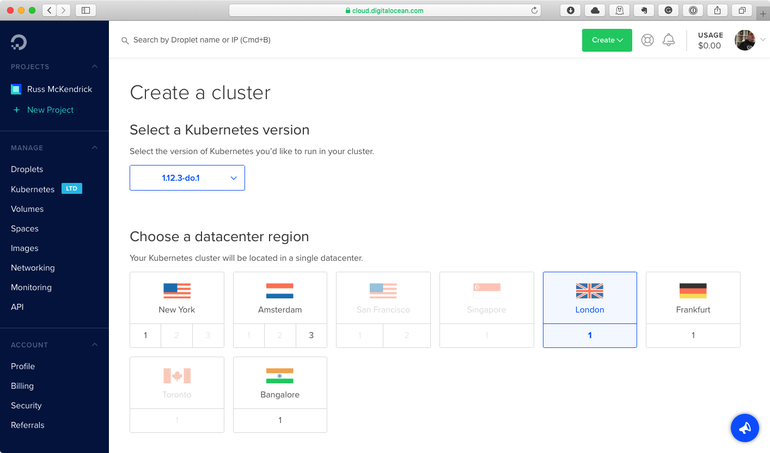 cloud.digitalocean.com
Search by Droplet name or IP (Cmd+B)
Create
USAGE
$0.00
PROJECTS
Russ McKendrick
+ New Project
MANAGE
Droplets
Kubernetes LTD
Volumes
Spaces
Images
Networking
Monitoring
API
ACCOUNT
Profile
Billing
Security
Referrals
Create a cluster
Select a Kubernetes version
Select the version of Kubernetes you'd like to run in your cluster.
1.12.3-do.1
Choose a datacenter region
Your Kubernetes cluster will be located in a single datacenter.
New York
1 2 3
Amsterdam
1 2 3
San Francisco
1 2
Singapore
1
London
1
Frankfurt
1
Toronto
1
Bangalore
1